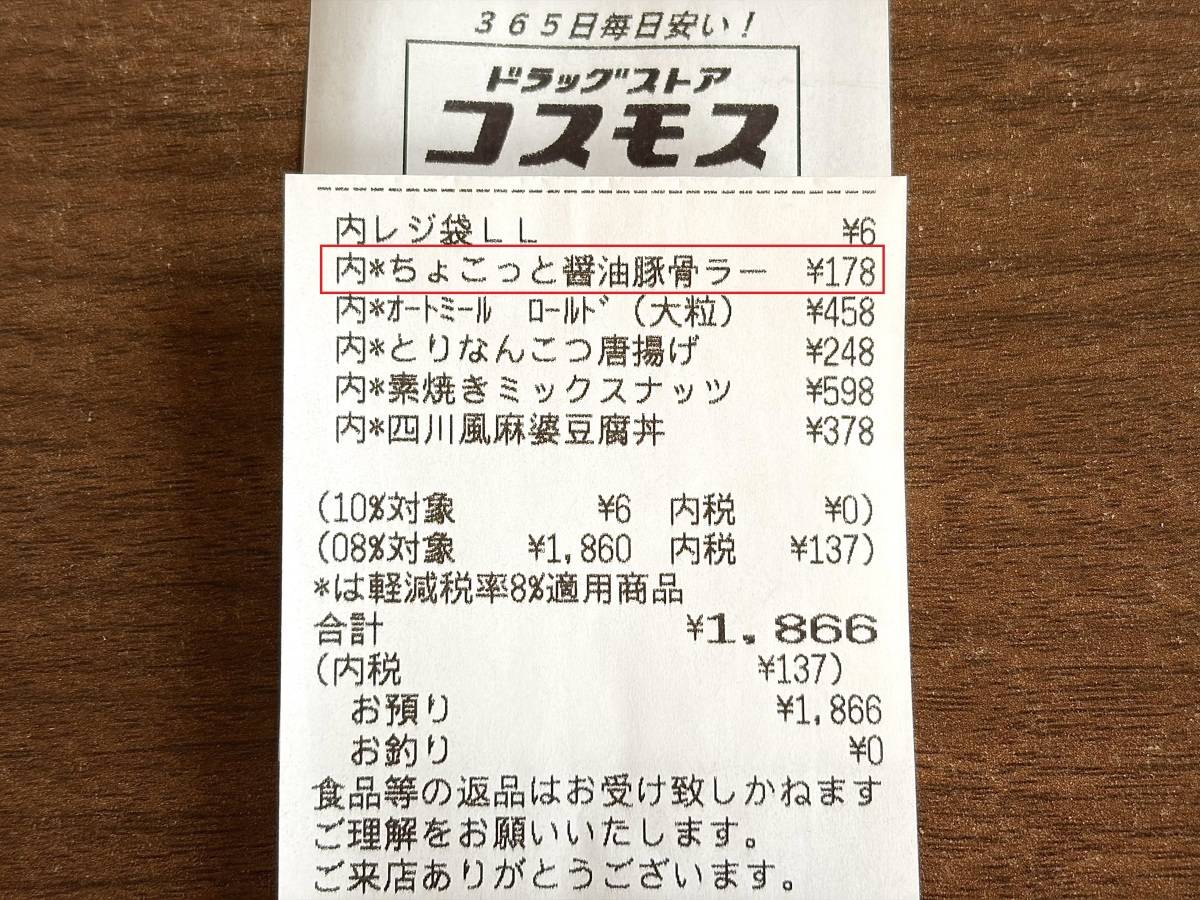 365日毎日安い!
ドラッグストア
コスモス
内レジ袋LL ¥6
内*ちょこっと醤油豚骨ラー ¥178
内*オートミール ロールド(大粒) ¥458
内*とりなんこつ唐揚げ ¥248
内*素焼きミックスナッツ ¥598
内*四川風麻婆豆腐丼 ¥378
(10%対象 ¥6 内税 ¥0)
(08%対象 ¥1,860 内税 ¥137)
*は軽減税率8%適用商品
合計 ¥1,866
(内税 ¥137)
お預り ¥1,866
お釣り ¥0
食品等の返品はお受け致しかねます
ご理解をお願いいたします。
ご来店ありがとうございます。